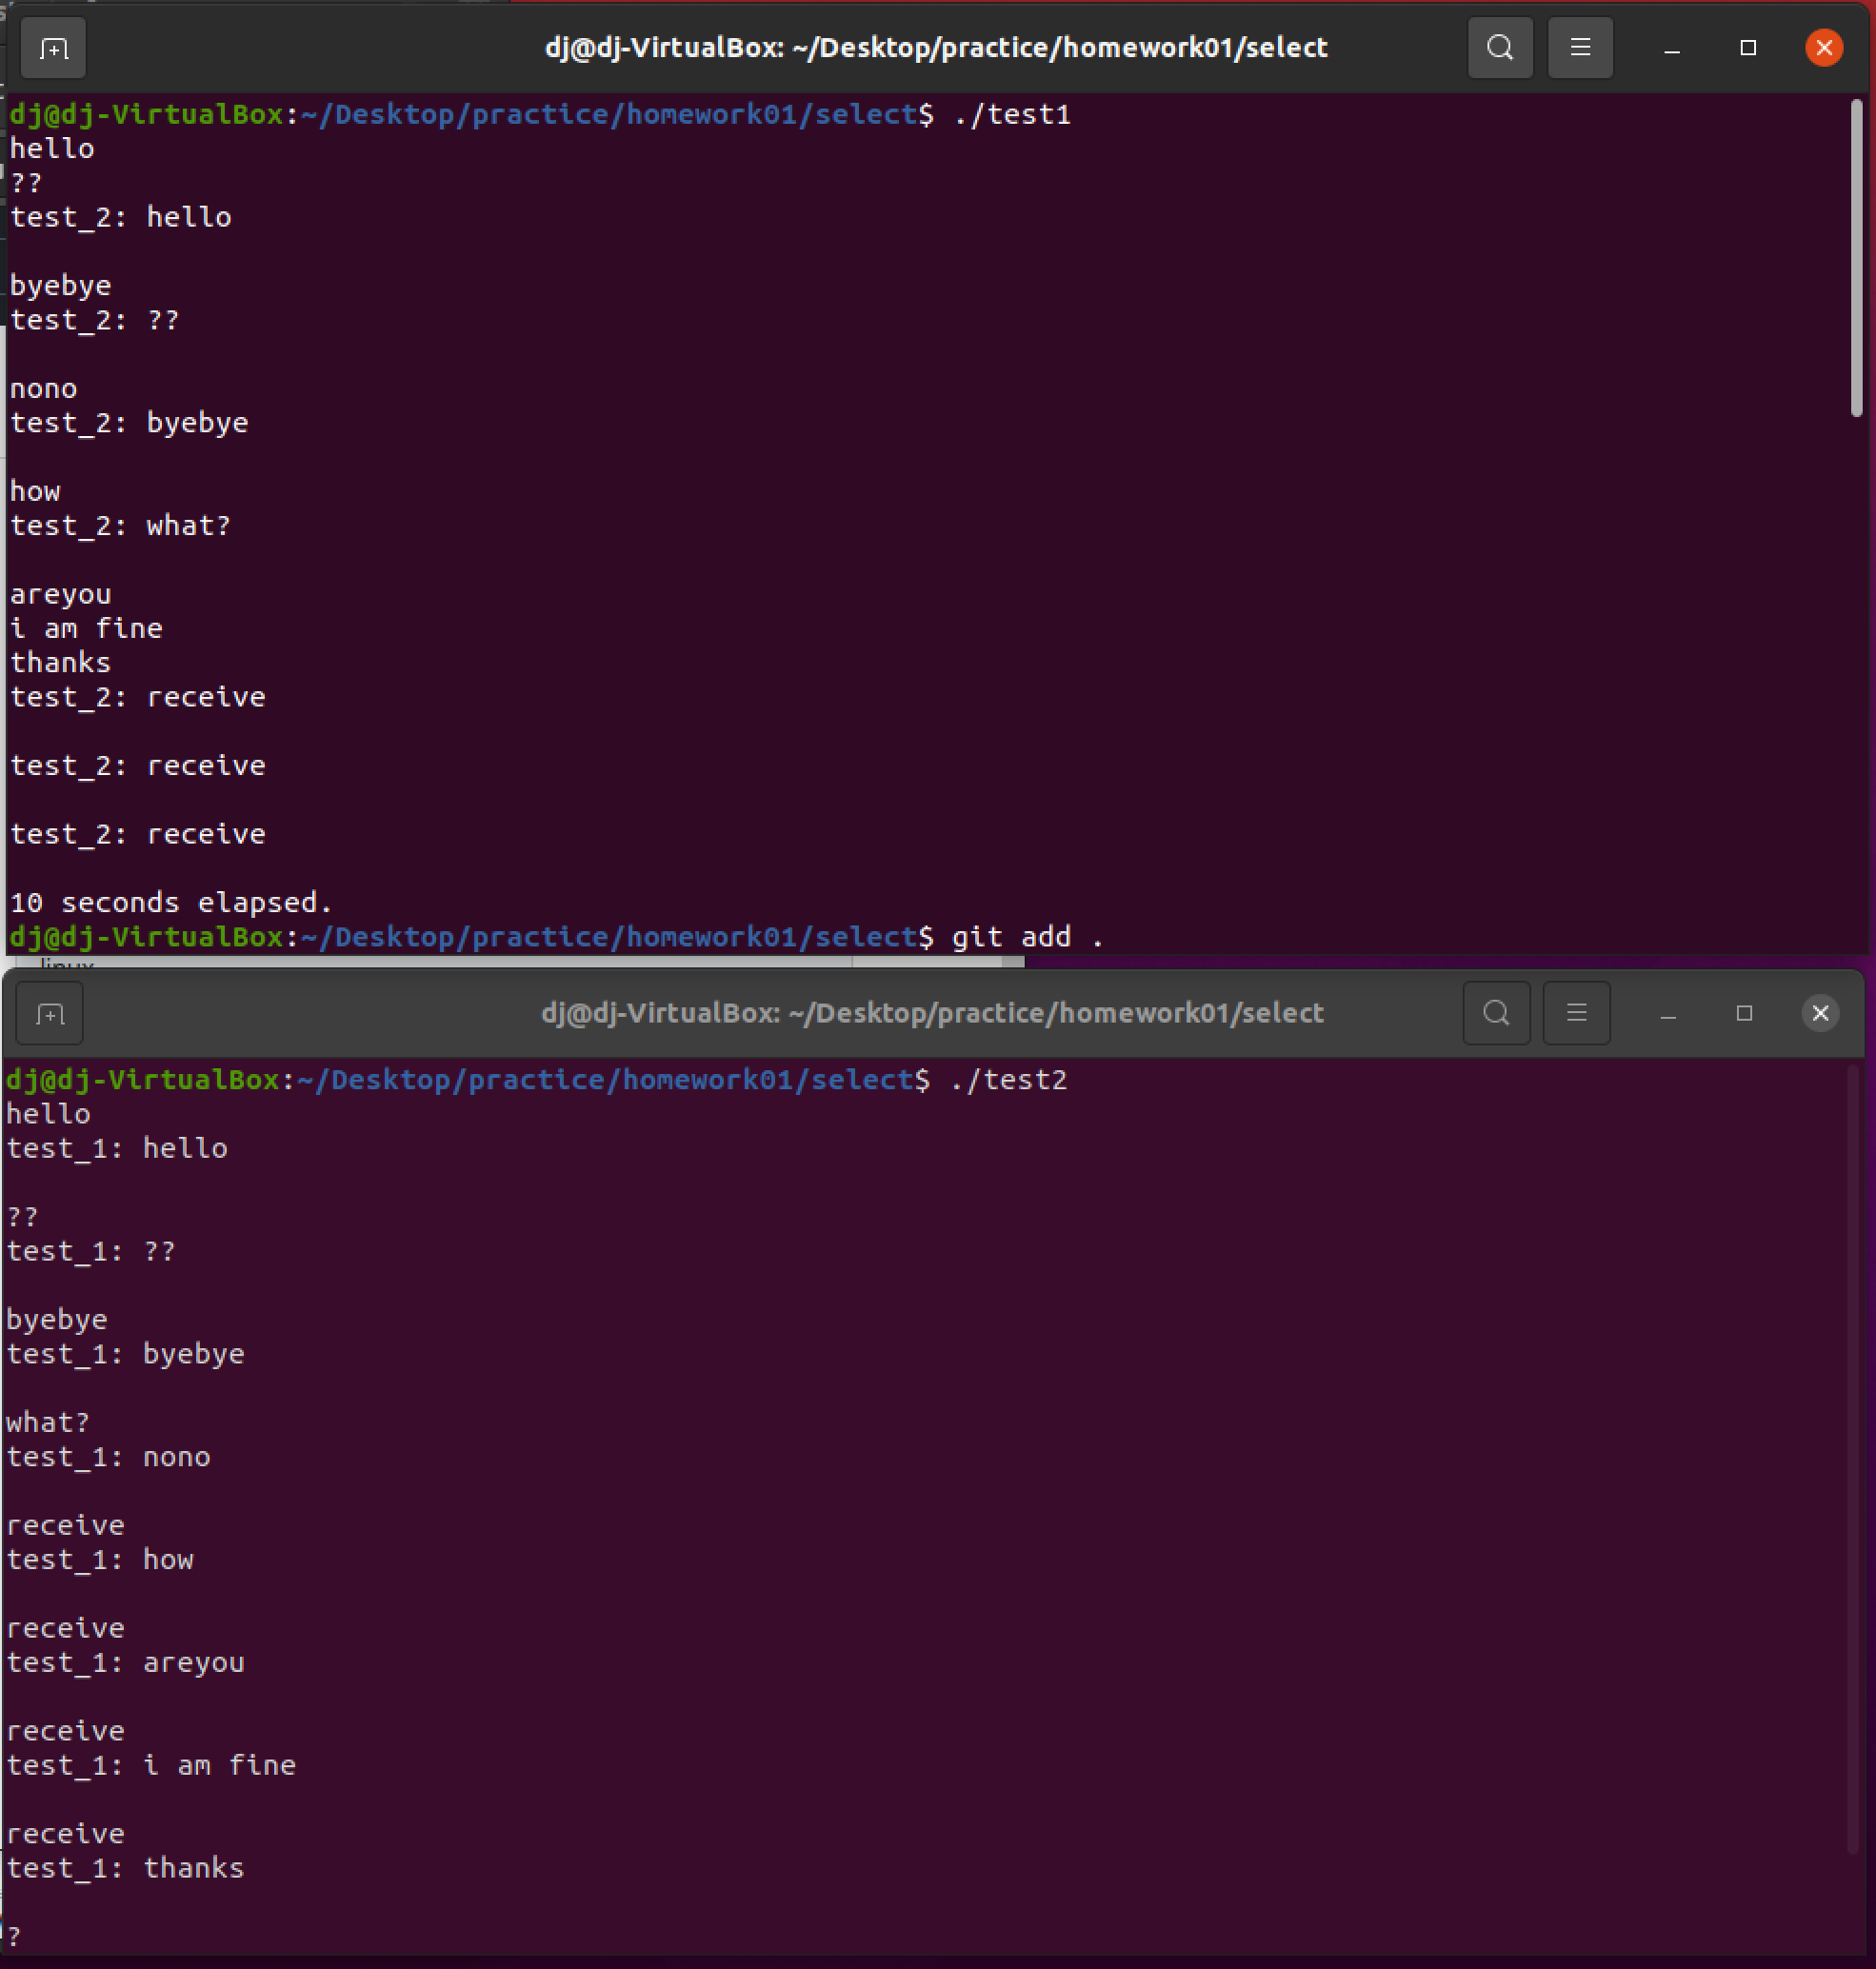 dj@dj-VirtualBox: ~/Desktop/practice/homework01/select
dj@dj-VirtualBox:~/Desktop/practice/homework01/select$ ./test1
hello
??
test_2: hello
byebye
test_2: ??
nono
test_2: byebye
how
test_2: what?
areyou
i am fine
thanks
test_2: receive
test_2: receive
test_2: receive
10 seconds elapsed.
dj@dj-VirtualBox:~/Desktop/practice/homework01/select$ git add .
linux
dj@dj-VirtualBox: ~/Desktop/practice/homework01/select
dj@dj-VirtualBox:~/Desktop/practice/homework01/select$ ./test2
hello
test_1: hello
??
test_1: ??
byebye
test_1: byebye
what?
test_1: nono
receive
test_1: how
receive
test_1: areyou
receive
test_1: i am fine
receive
test_1: thanks
?